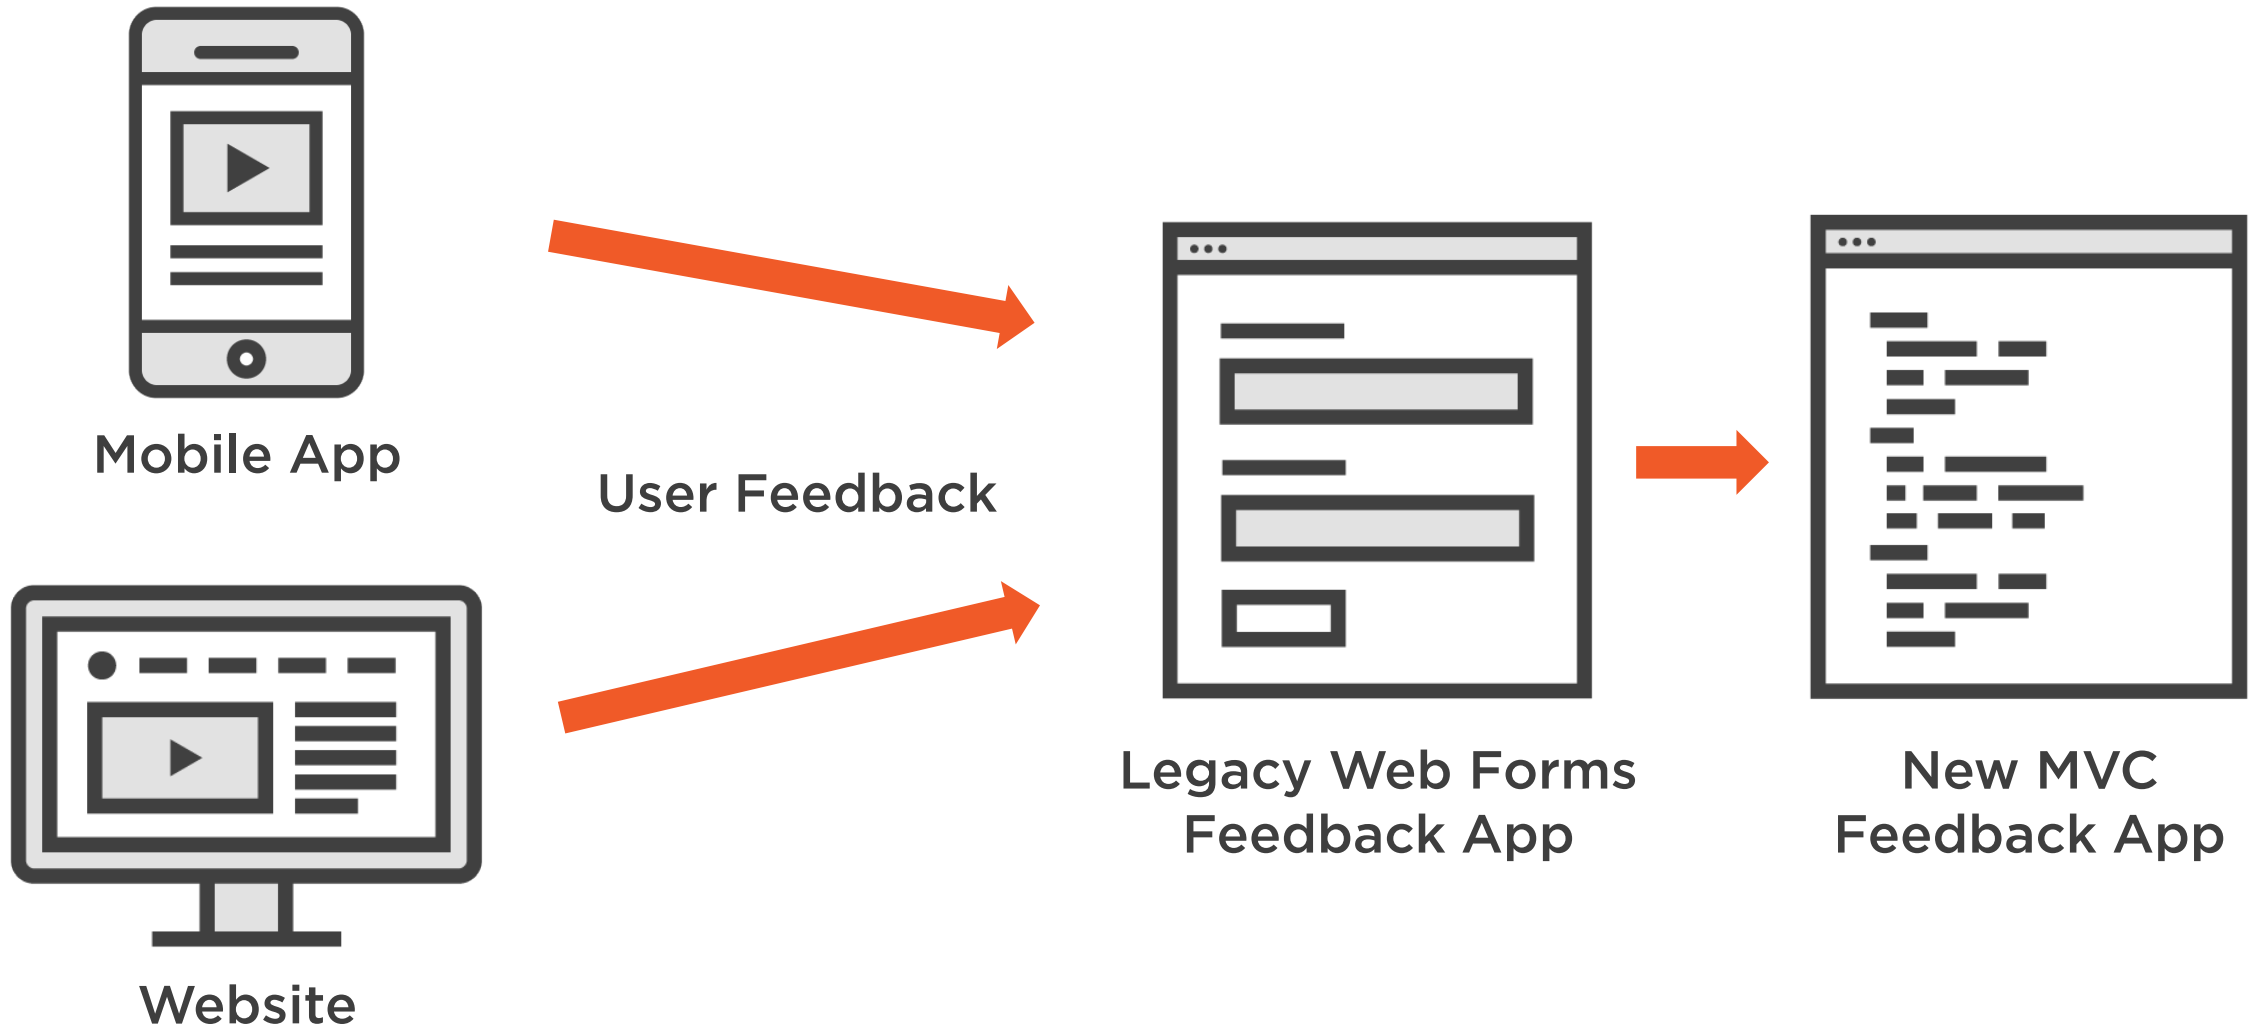 Mobile App
User Feedback
Website
Legacy Web Forms
Feedback App
New MVC
Feedback App